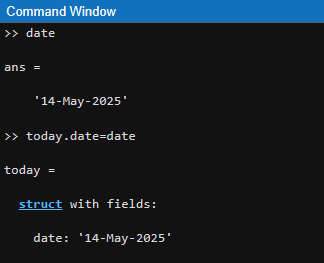 Command Window
>> date
ans =
'14-May-2025'
>> today.date=date
today =
struct with fields:
date: '14-May-2025'